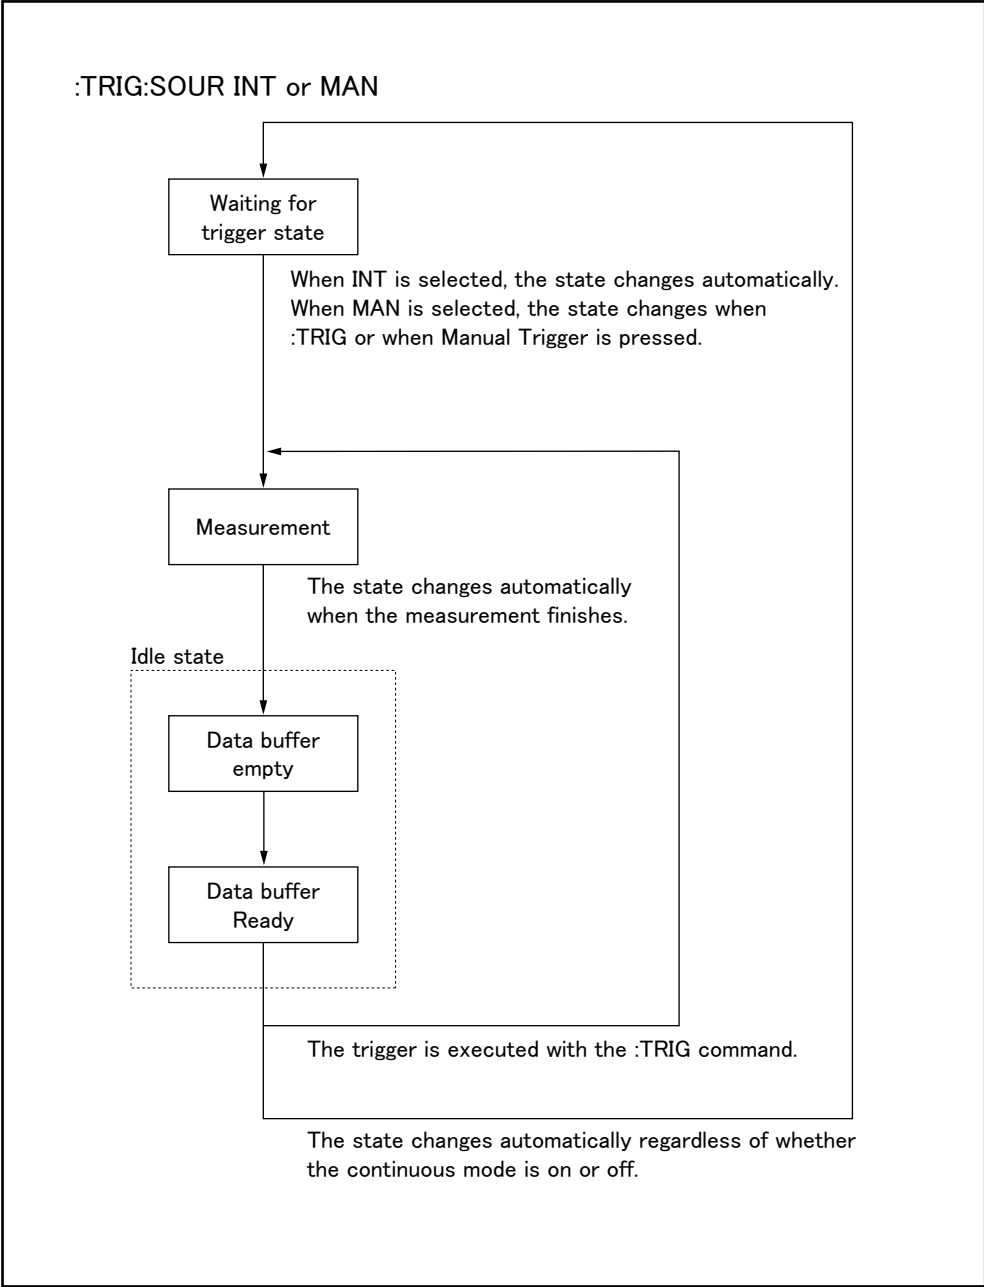 :TRIG:SOUR INT or MAN
Waiting for
trigger state
When INT is selected, the state changes automatically.
When MAN is selected, the state changes when
:TRIG or when Manual Trigger is pressed.
Measurement
The state changes automatically
when the measurement finishes.
Idle state
Data buffer
empty
Data buffer
Ready
The trigger is executed with the :TRIG command.
The state changes automatically regardless of whether
the continuous mode is on or off.